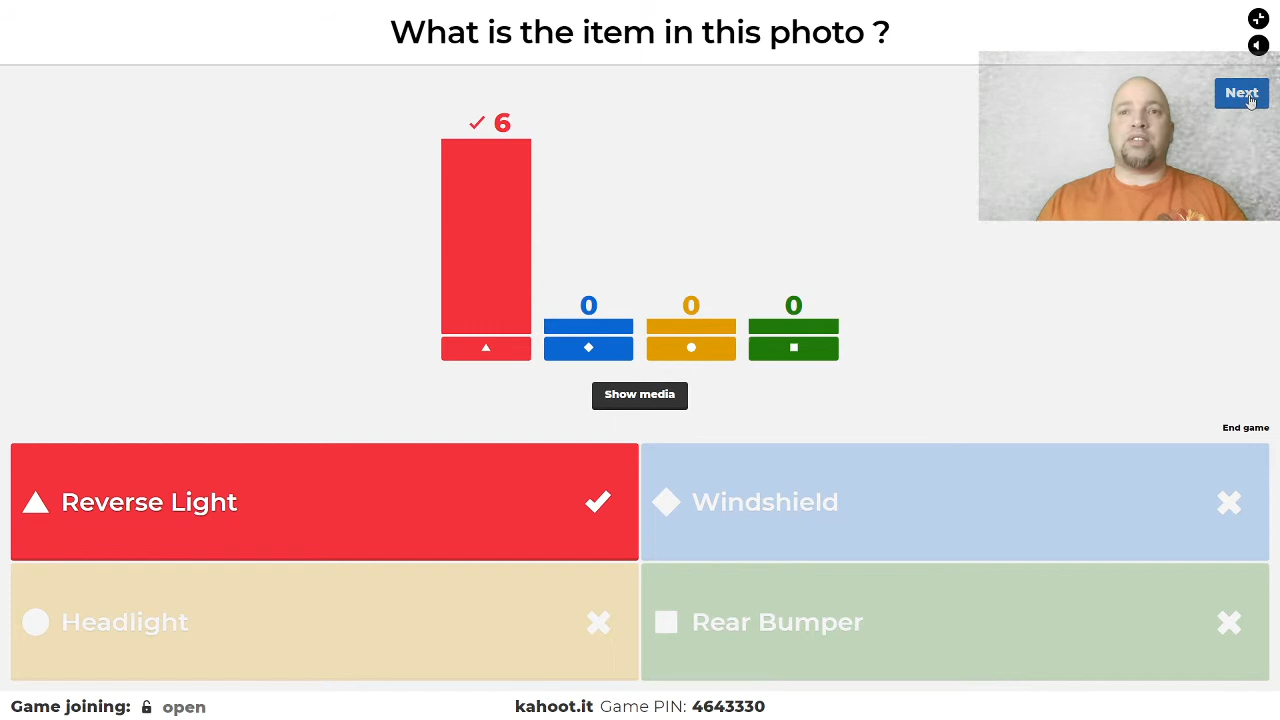 What is the item in this photo ?
Next
6
0
0
0
Show media
End game
Reverse Light
Windshield
Headlight
Rear Bumper
Game joining: open
kahoot.it Game PIN: 4643330